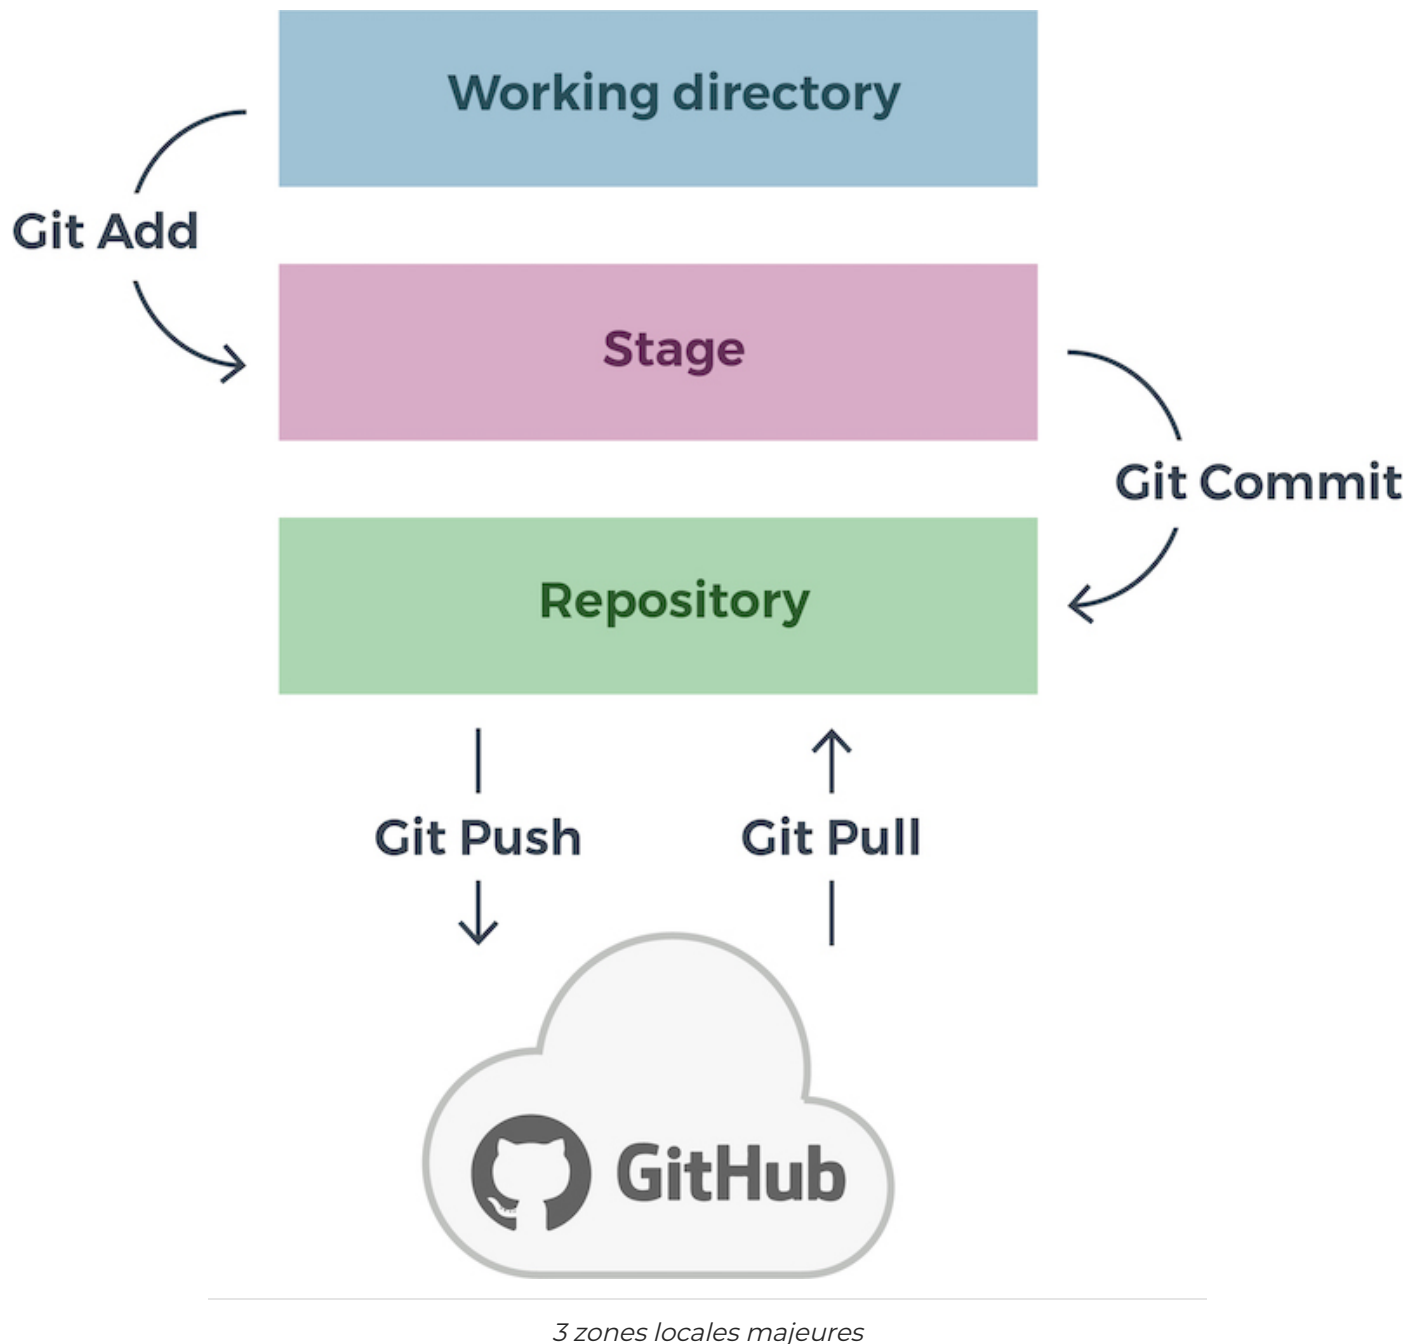 Working directory
Git Add
Stage
Git Commit
Repository
Git Push
Git Pull
GitHub
3 zones locales majeures